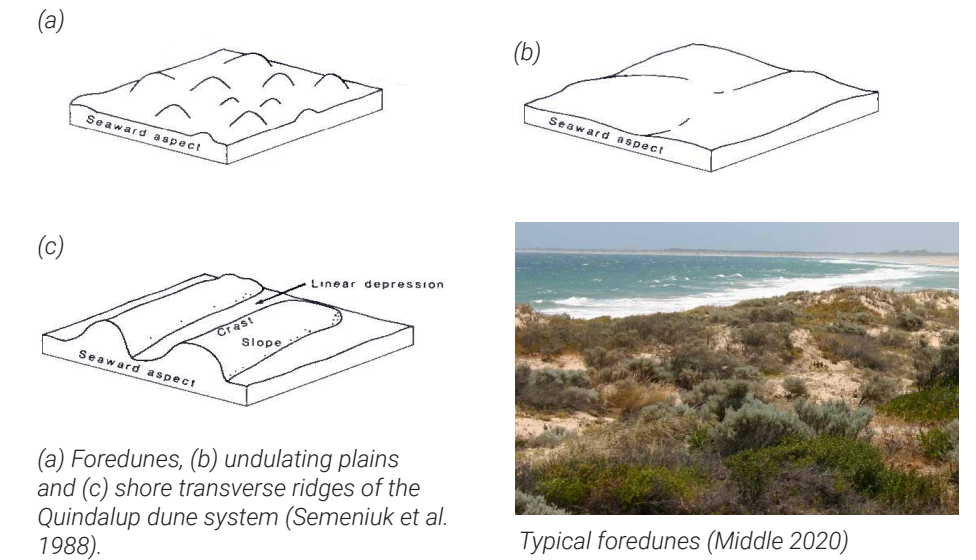 (a)
Seaward aspect
(b)
Seaward aspect
(c)
Linear depression
Crast
Slope
Seaward aspect
(a) Foredunes, (b) undulating plains
and (c) shore transverse ridges of the
Quindalup dune system (Semeniuk et al.
1988).
Typical foredunes (Middle 2020)